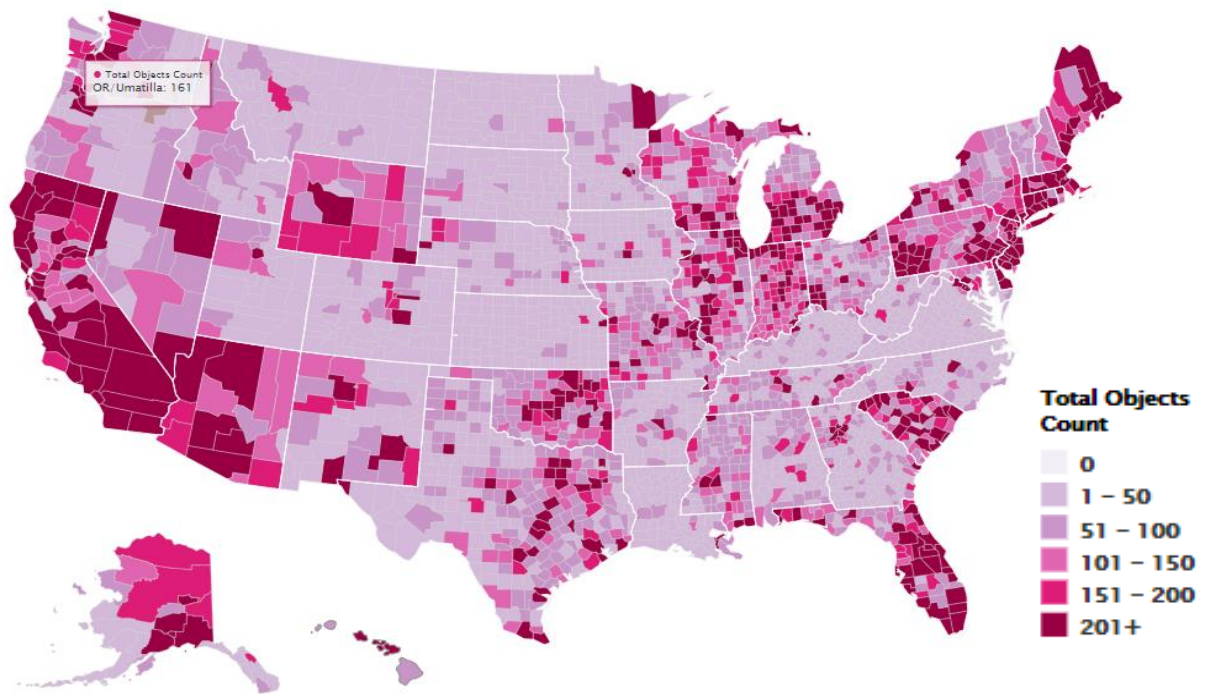 ● Total Objects Count
OR/Umatilla: 161
Total Objects
Count
0
1 – 50
51 – 100
101 – 150
151 – 200
201+